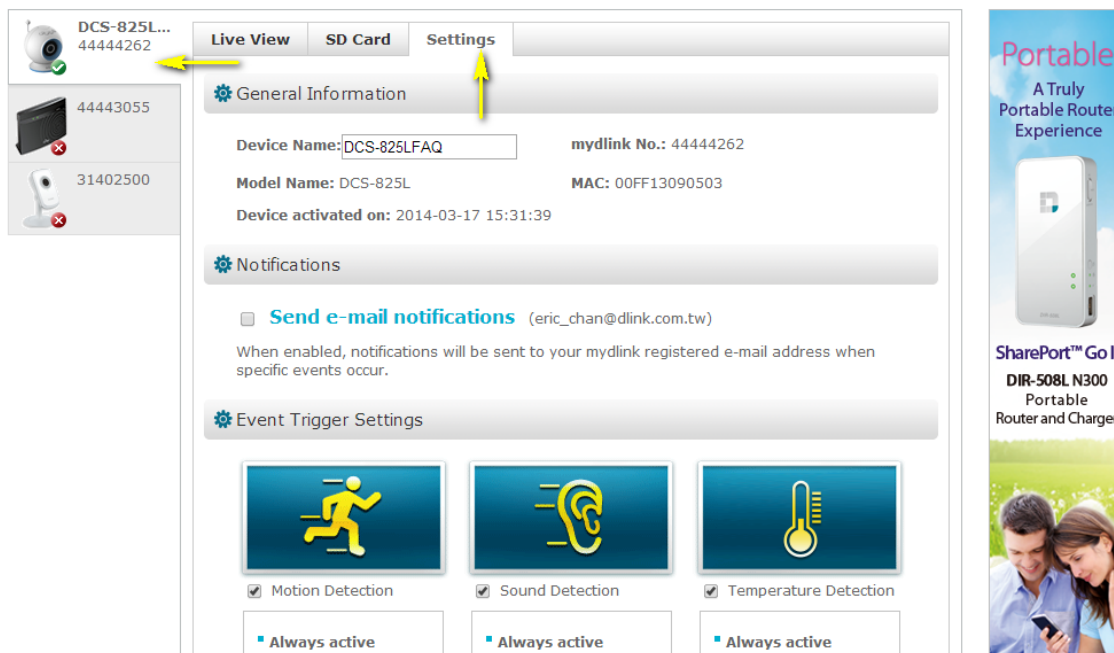 DCS-825L...
44444262
44443055
31402500
Live View
SD Card
Settings
General Information
Device Name: DCS-825LFAQ
mydlink No.: 44444262
Model Name: DCS-825L
MAC: 00FF13090503
Device activated on: 2014-03-17 15:31:39
Notifications
Send e-mail notifications (eric_chan@dlink.com.tw)
When enabled, notifications will be sent to your mydlink registered e-mail address when
specific events occur.
Event Trigger Settings
Motion Detection
Sound Detection
Temperature Detection
Always active
Always active
Always active
Portable
A Truly
Portable Router
Experience
SharePort™ Go I
DIR-508L N300
Portable
Router and Charger